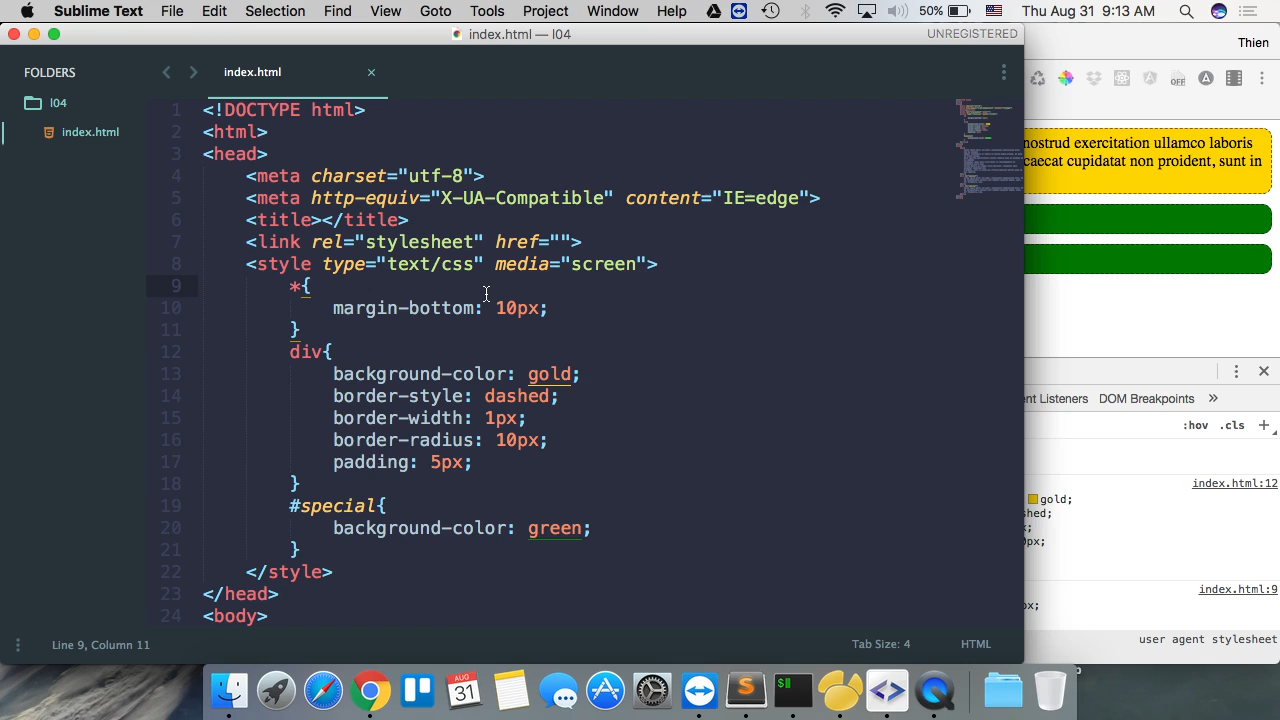 Sublime Text File Edit Selection Find View Goto Tools Project Window Help 50% Thu Aug 31 9:13 AM
index.html — l04
UNREGISTERED
Thien
FOLDERS
l04
index.html
index.html
1 <!DOCTYPE html>
2 <html>
3 <head>
4 <meta charset="utf-8">
5 <meta http-equiv="X-UA-Compatible" content="IE=edge">
6 <title></title>
7 <link rel="stylesheet" href="">
8 <style type="text/css" media="screen">
9 *{
10 margin-bottom: 10px;
11 }
12 div{
13 background-color: gold;
14 border-style: dashed;
15 border-width: 1px;
16 border-radius: 10px;
17 padding: 5px;
18 }
19 #special{
20 background-color: green;
21 }
22 </style>
23 </head>
24 <body>
Line 9, Column 11
Tab Size: 4
HTML
OFF
nostrud exercitation ullamco laboris
caecat cupidatat non proident, sunt in
ent Listeners DOM Breakpoints »
:hov .cls +
index.html:12
gold;
shed;
x;
0px;
index.html:9
px;
user agent stylesheet
AUG
31